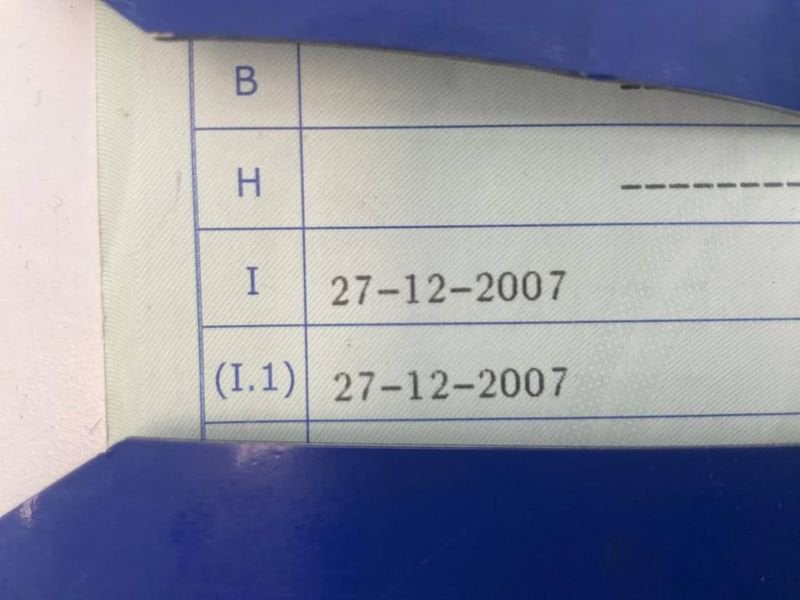 B --
H --------
I 27-12-2007
(I.1) 27-12-2007